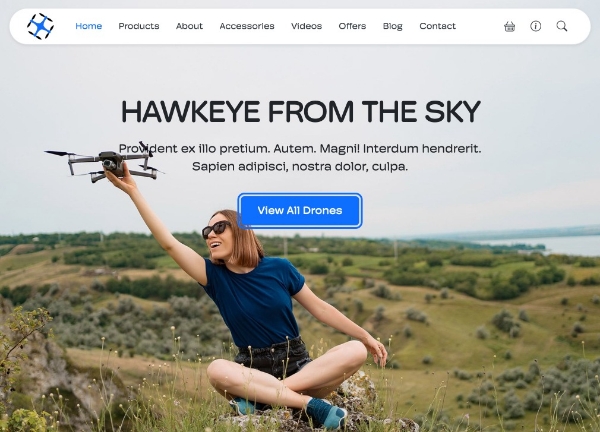 Home Products About Accessories Videos Offers Blog Contact
HAWKEYE FROM THE SKY
Provident ex illo pretium. Autem. Magni! Interdum hendrerit.
Sapien adipisci, nostra dolor, culpa.
View All Drones